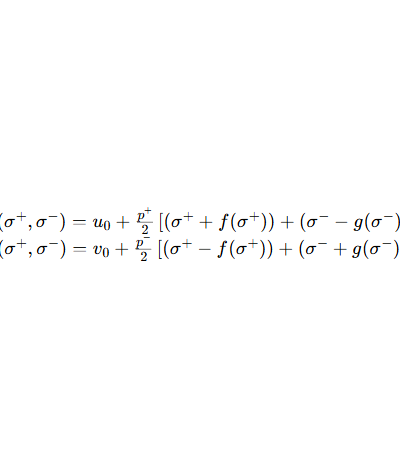 (σ⁺, σ⁻) = u₀ + p⁺/2 [(σ⁺ + f(σ⁺)) + (σ⁻ − g(σ⁻)
(σ⁺, σ⁻) = v₀ + p⁻/2 [(σ⁺ − f(σ⁺)) + (σ⁻ + g(σ⁻)